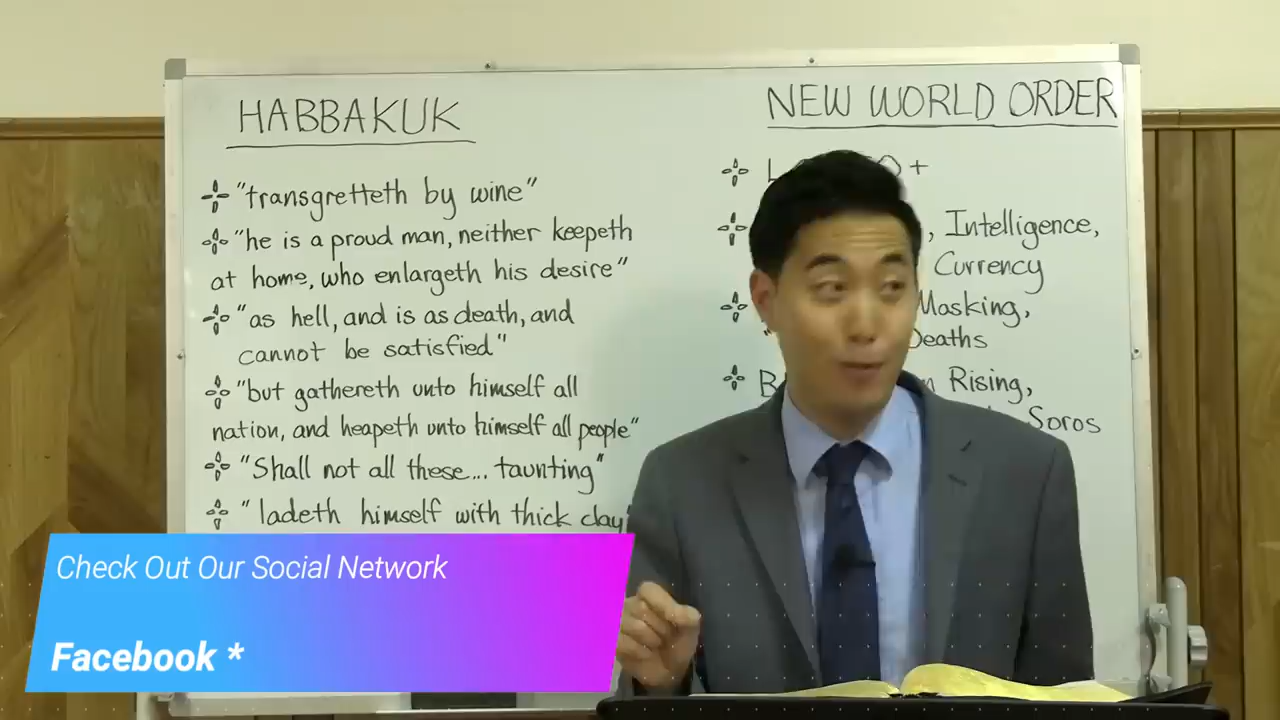 HABBAKUK
"transgretteth by wine"
"he is a proud man, neither keepeth
at home, who enlargeth his desire"
"as hell, and is as death, and
cannot be satisfied"
"but gathereth unto himself all
nation, and heapeth unto himself all people"
"Shall not all these... taunting"
"ladeth himself with thick clay"
NEW WORLD ORDER
+
, Intelligence,
Currency
Masking,
Deaths
Rising,
Soros
Check Out Our Social Network
Facebook *